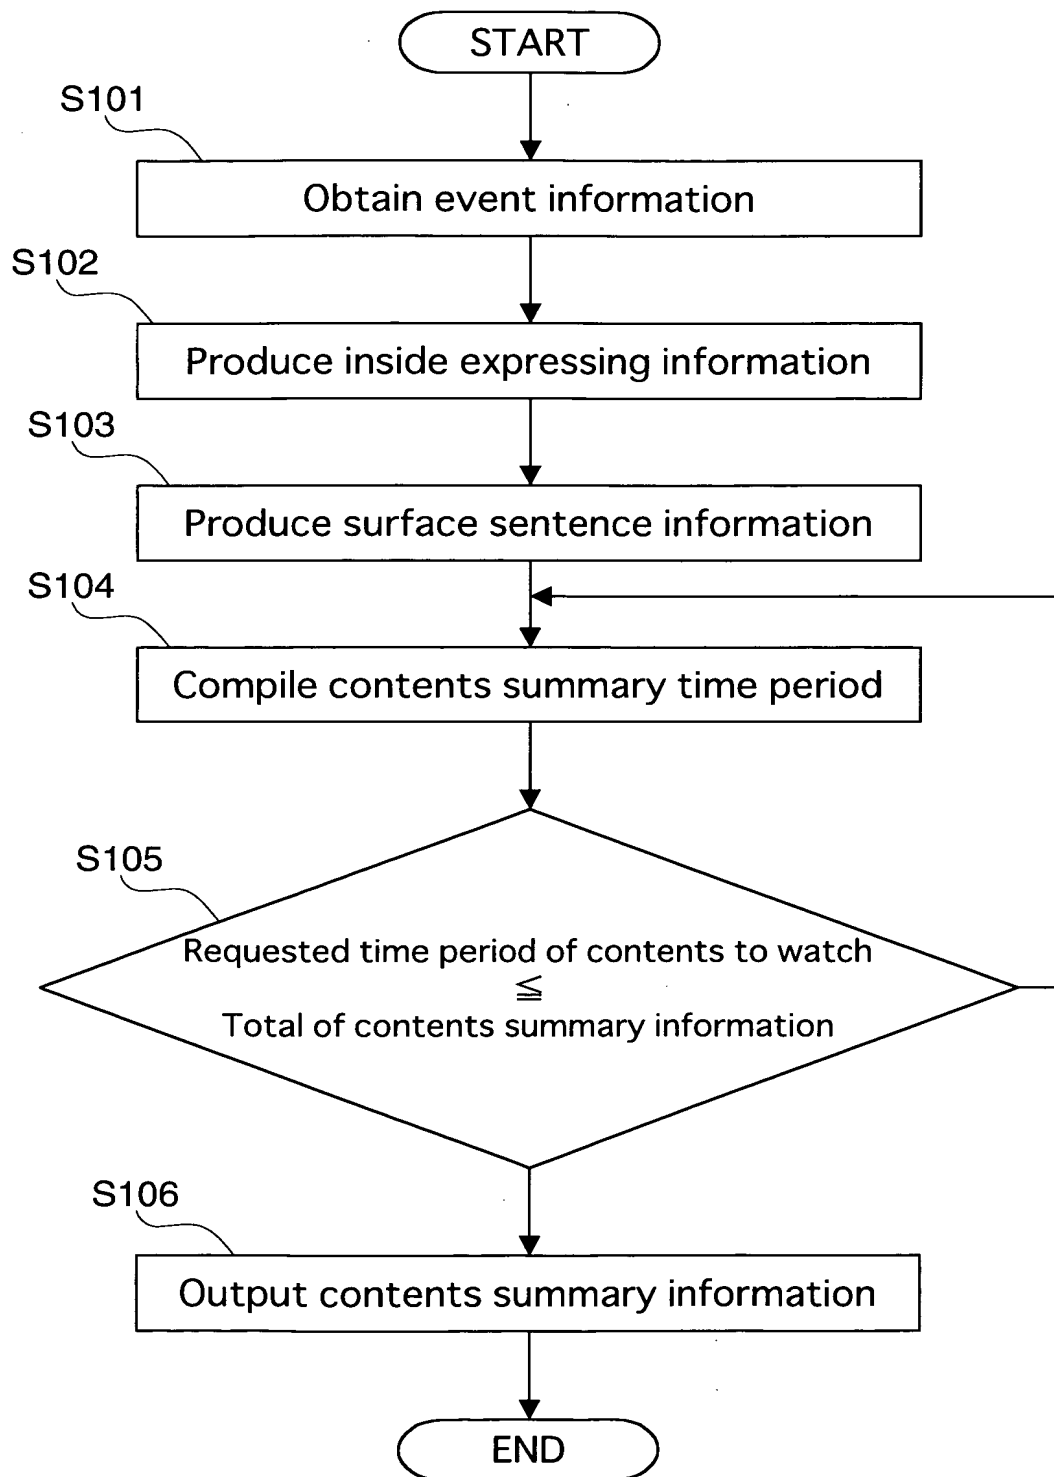 START
S101
Obtain event information
S102
Produce inside expressing information
S103
Produce surface sentence information
S104
Compile contents summary time period
S105
Requested time period of contents to watch
≦
Total of contents summary information
S106
Output contents summary information
END